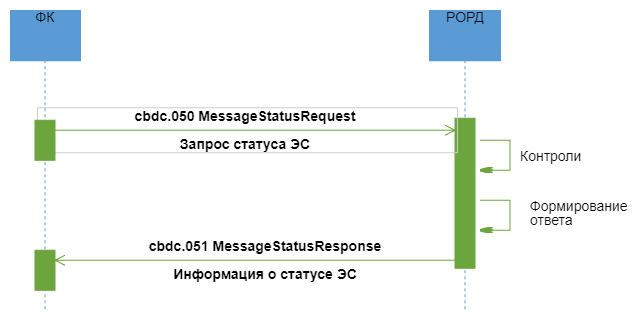 ФК
РОРД
cbdc.050 MessageStatusRequest
Запрос статуса ЭС
Контроли
Формирование
ответа
cbdc.051 MessageStatusResponse
Информация о статусе ЭС